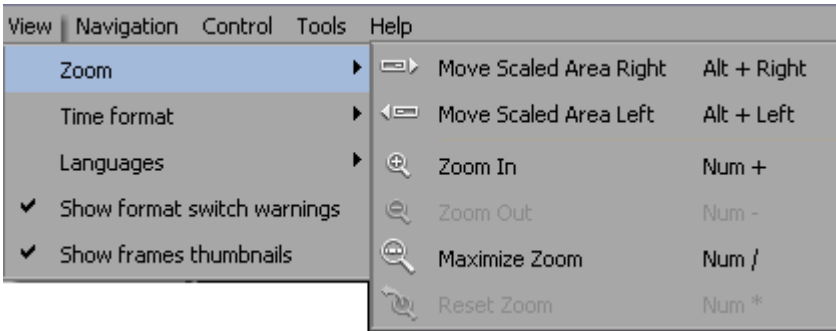 View Navigation Control Tools Help
Zoom
Time format
Languages
Show format switch warnings
Show frames thumbnails
Move Scaled Area Right Alt + Right
Move Scaled Area Left Alt + Left
Zoom In Num +
Zoom Out Num -
Maximize Zoom Num /
Reset Zoom Num *